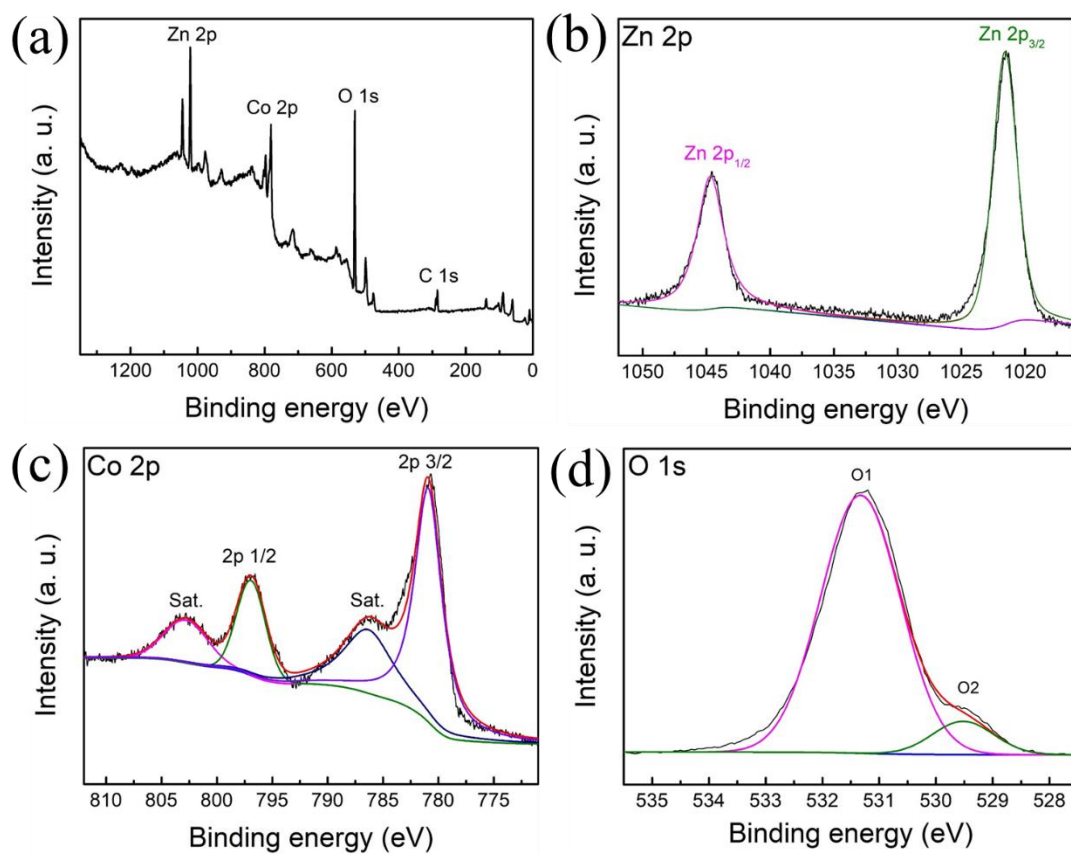 (a)
Zn 2p
Co 2p
O 1s
C 1s
Intensity (a. u.)
1200 1000 800 600 400 200 0
Binding energy (eV)
(b)
Zn 2p
Zn 2p3/2
Zn 2p1/2
Intensity (a. u.)
1050 1045 1040 1035 1030 1025 1020
Binding energy (eV)
(c)
Co 2p
2p 3/2
2p 1/2
Sat.
Sat.
Intensity (a. u.)
810 805 800 795 790 785 780 775
Binding energy (eV)
(d)
O 1s
O1
O2
Intensity (a. u.)
535 534 533 532 531 530 529 528
Binding energy (eV)